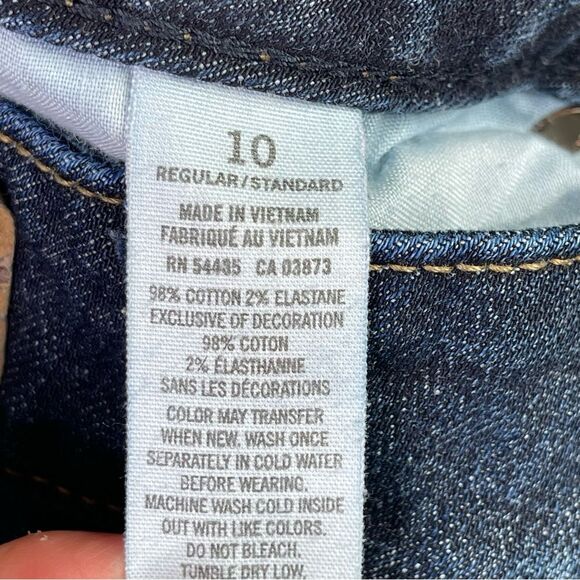 10
REGULAR/STANDARD
MADE IN VIETNAM
FABRIQUÉ AU VIETNAM
RN 54485 CA 03873
98% COTTON 2% ELASTANE
EXCLUSIVE OF DECORATION
98% COTON
2% ÉLASTHANNE
SANS LES DÉCORATIONS
COLOR MAY TRANSFER
WHEN NEW. WASH ONCE
SEPARATELY IN COLD WATER
BEFORE WEARING.
MACHINE WASH COLD INSIDE
OUT WITH LIKE COLORS.
DO NOT BLEACH.
TUMBLE DRY LOW.